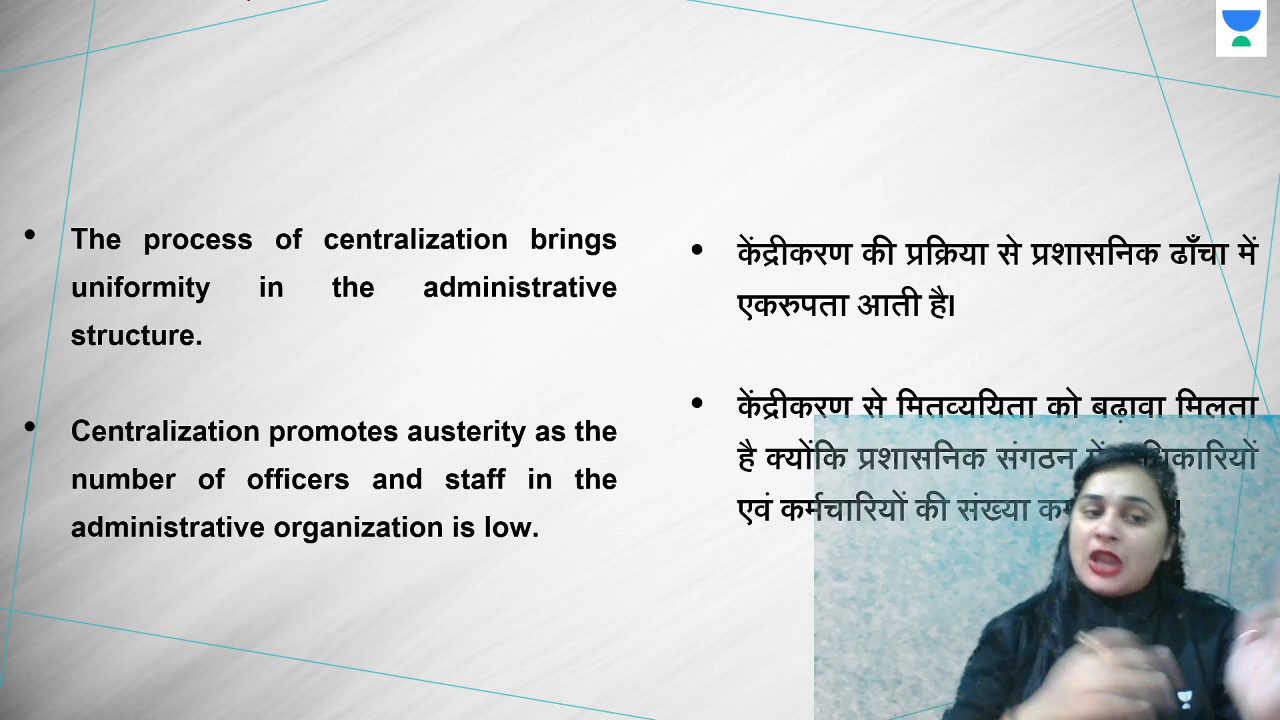 The process of centralization brings
uniformity in the administrative
structure.
Centralization promotes austerity as the
number of officers and staff in the
administrative organization is low.
केंद्रीकरण की प्रक्रिया से प्रशासनिक ढाँचा में
एकरुपता आती है।
केंद्रीकरण से मितव्ययिता को बढ़ावा मिलता
है क्योंकि प्रशासनिक संगठन
एवं कर्मचारियों की संख्या